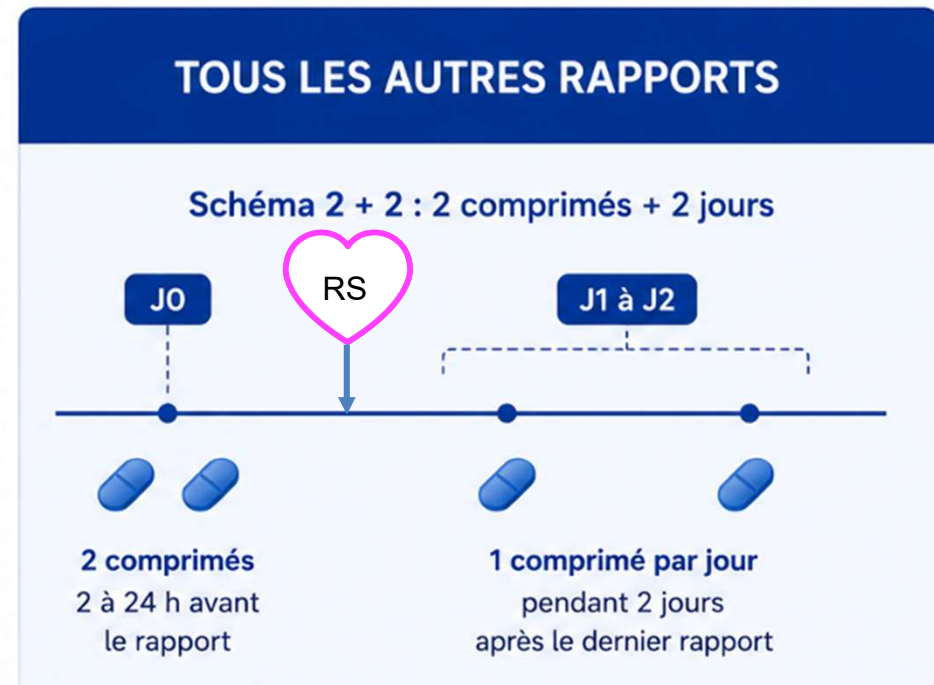 TOUS LES AUTRES RAPPORTS
Schéma 2 + 2 : 2 comprimés + 2 jours
J0
RS
J1 à J2
2 comprimés
2 à 24 h avant
le rapport
1 comprimé par jour
pendant 2 jours
après le dernier rapport